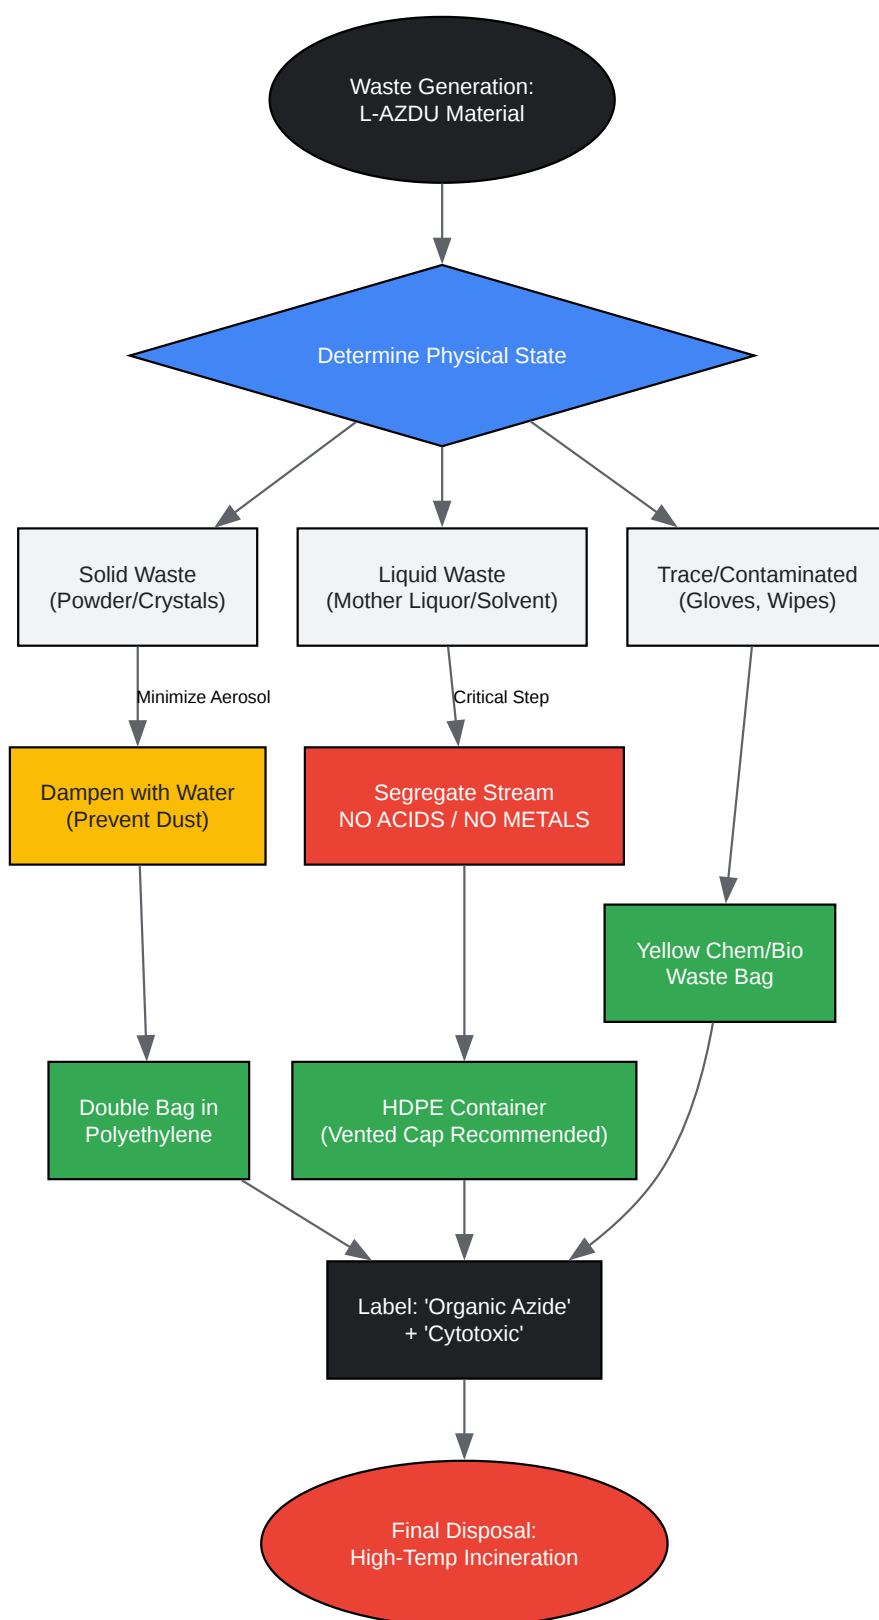 Waste Generation:
L-AZDU Material
Determine Physical State
Solid Waste
(Powder/Crystals)
Liquid Waste
(Mother Liquor/Solvent)
Trace/Contaminated
(Gloves, Wipes)
Minimize Aerosol
Critical Step
Dampen with Water
(Prevent Dust)
Segregate Stream
NO ACIDS / NO METALS
Yellow Chem/Bio
Waste Bag
Double Bag in
Polyethylene
HDPE Container
(Vented Cap Recommended)
Label: 'Organic Azide'
+ 'Cytotoxic'
Final Disposal:
High-Temp Incineration